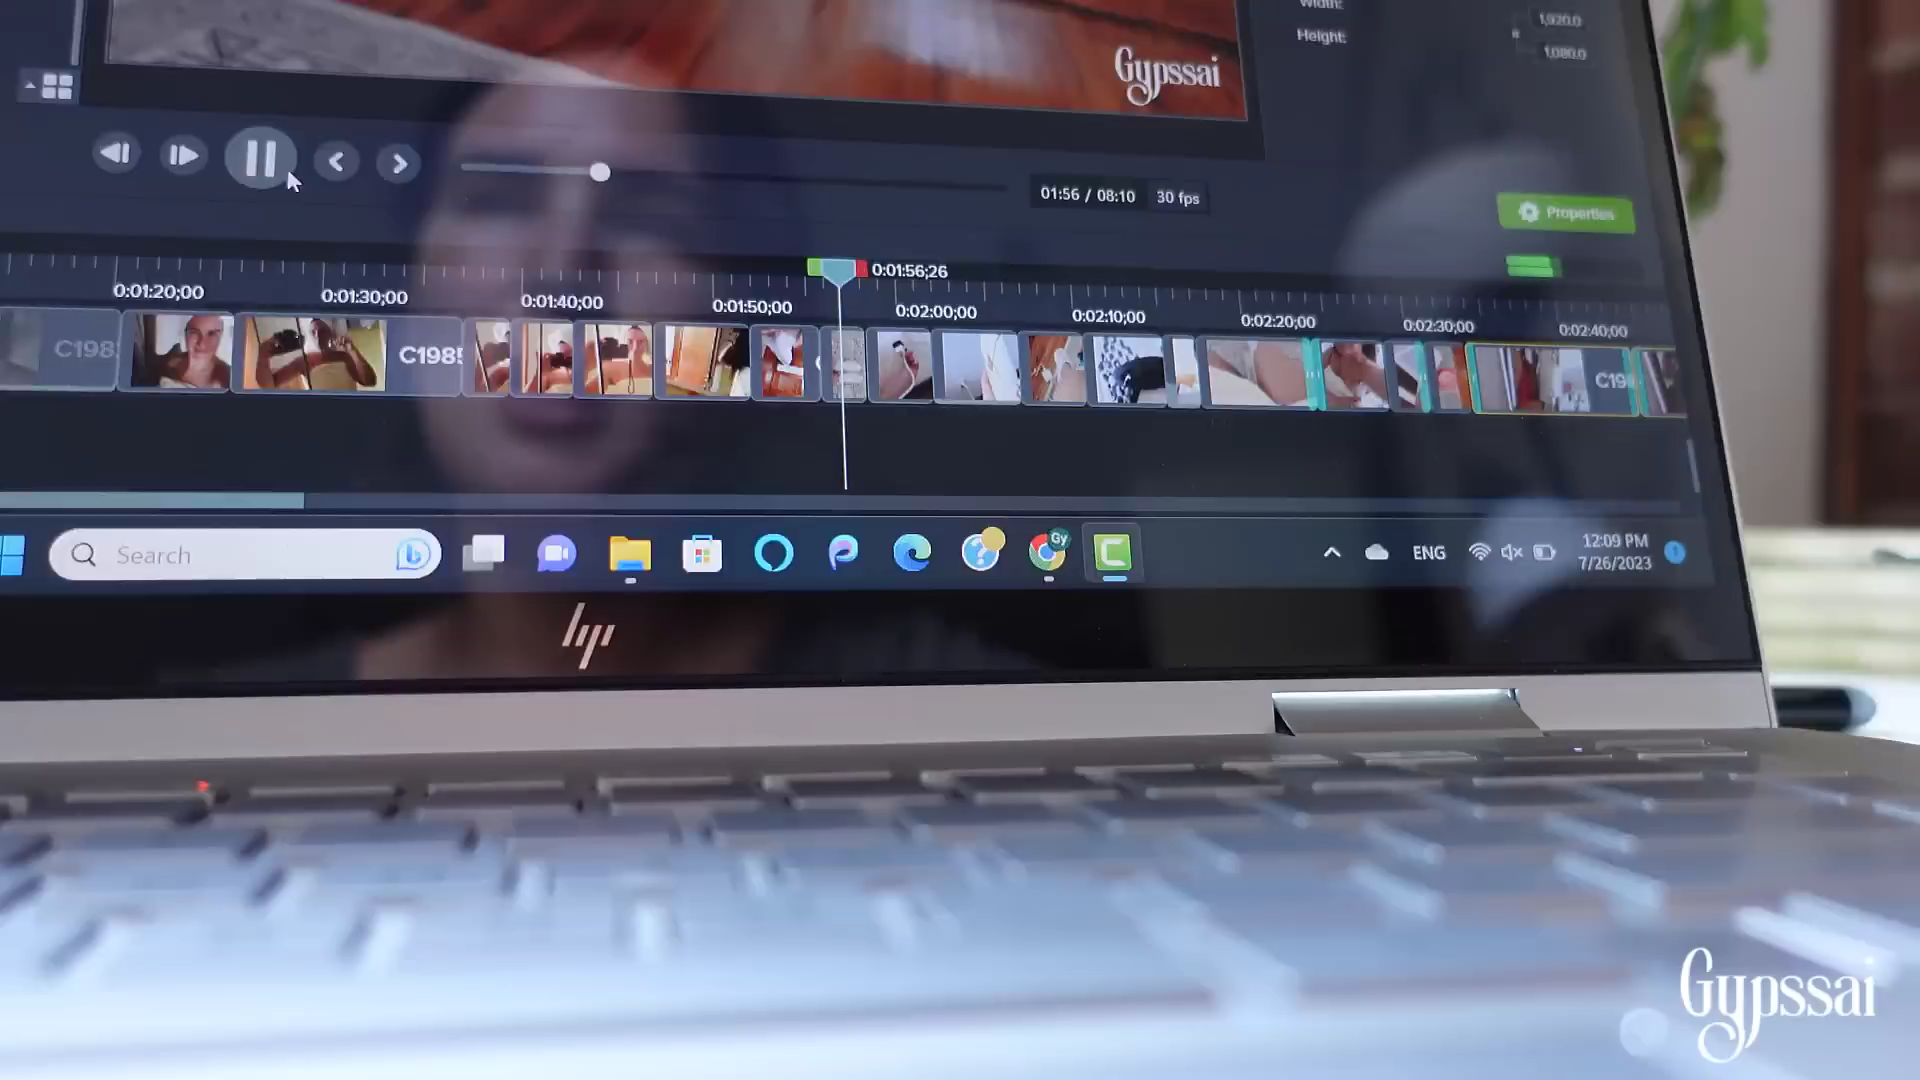 Width:
1,920.0
Height:
1,080.0
Gypssai
01:56 / 08:10
30 fps
Properties
0:01:56;26
0:01:20;00
0:01:30;00
0:01:40;00
0:01:50;00
0:02:00;00
0:02:10;00
0:02:20;00
0:02:30;00
0:02:40;00
C198
C198
C19
Search
Gy
ENG
12:09 PM
7/26/2023
hp
Gypssai